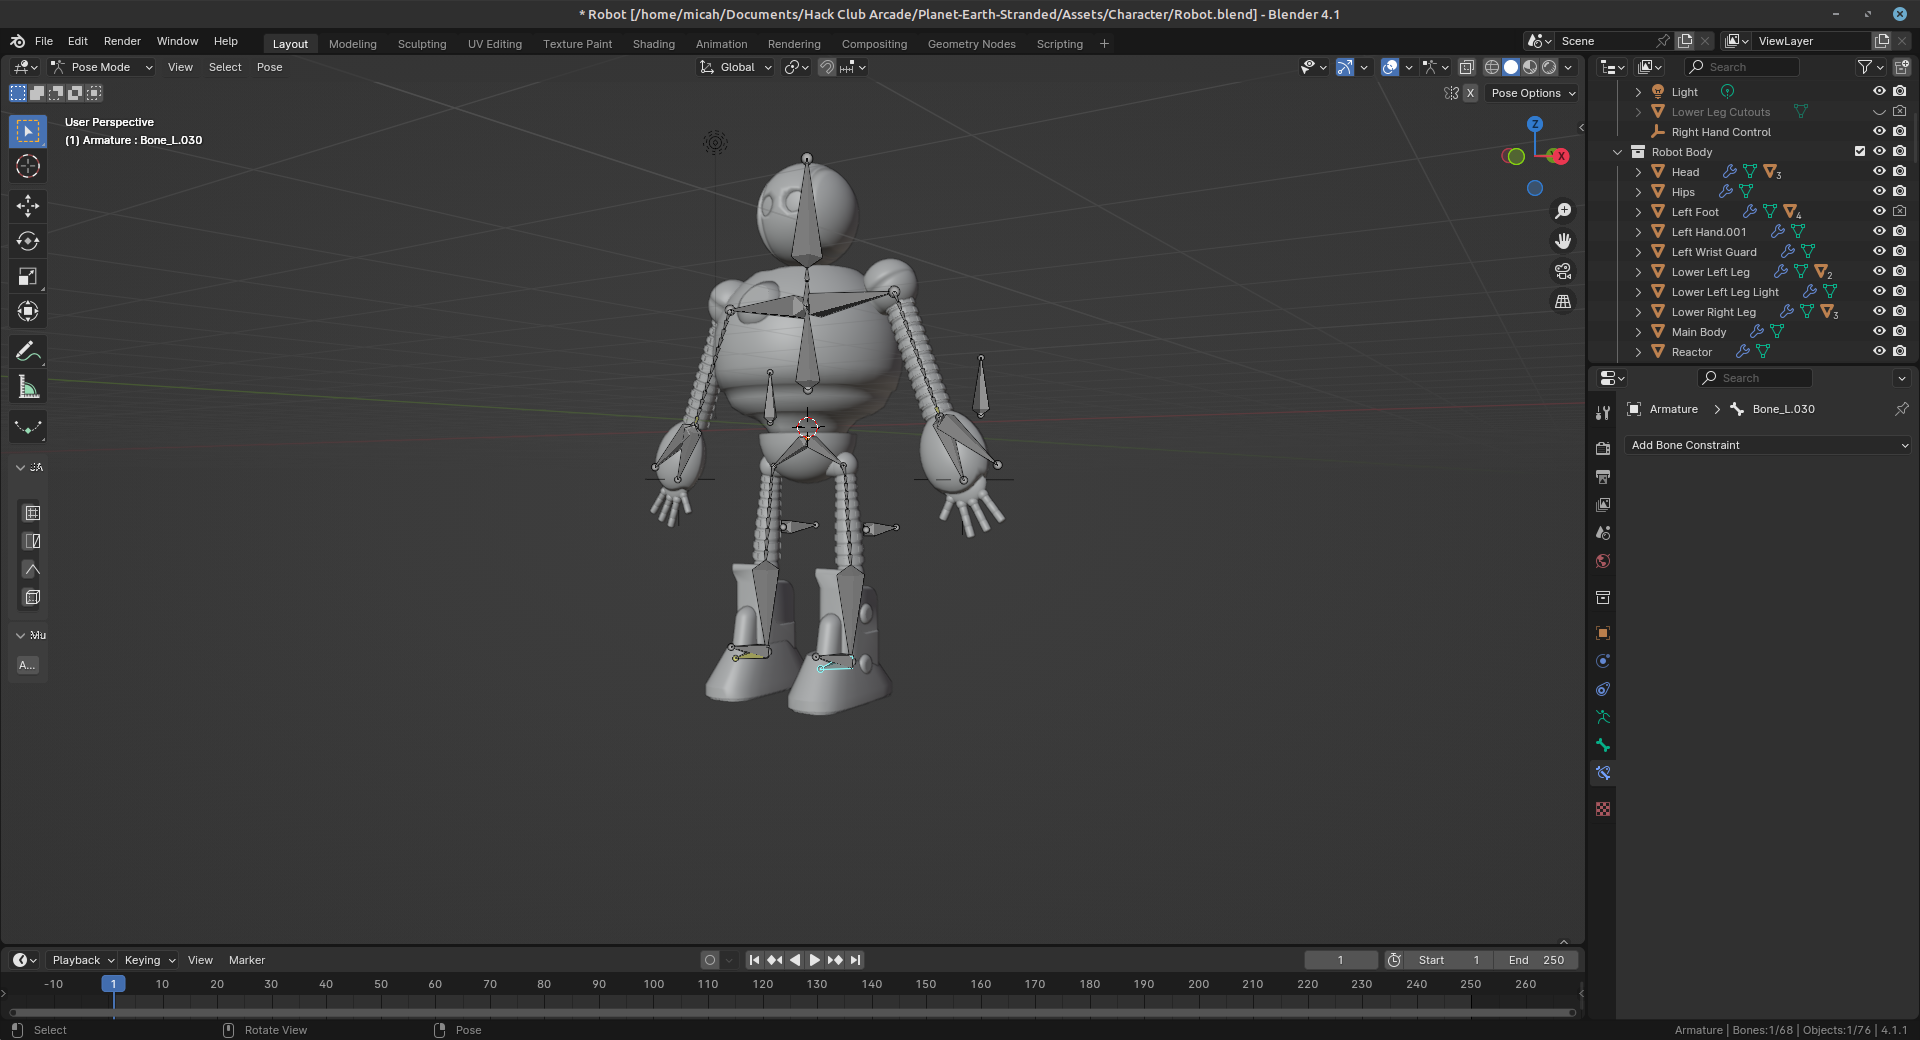 * Robot [/home/micah/Documents/Hack Club Arcade/Planet-Earth-Stranded/Assets/Character/Robot.blend] - Blender 4.1
File Edit Render Window Help
Layout Modeling Sculpting UV Editing Texture Paint Shading Animation Rendering Compositing Geometry Nodes Scripting +
Scene
ViewLayer
Pose Mode View Select Pose
Global
Search
X Pose Options
User Perspective
(1) Armature : Bone_L.030
Z
X
Light
Lower Leg Cutouts
Right Hand Control
Robot Body
Head 3
Hips
Left Foot 4
Left Hand.001
Left Wrist Guard
Lower Left Leg 2
Lower Left Leg Light
Lower Right Leg 3
Main Body
Reactor
Search
Armature > Bone_L.030
Add Bone Constraint
Mu
A...
Playback Keying View Marker
1
Start 1
End 250
-10 1 10 20 30 40 50 60 70 80 90 100 110 120 130 140 150 160 170 180 190 200 210 220 230 240 250 260
Select Rotate View Pose
Armature | Bones:1/68 | Objects:1/76 | 4.1.1